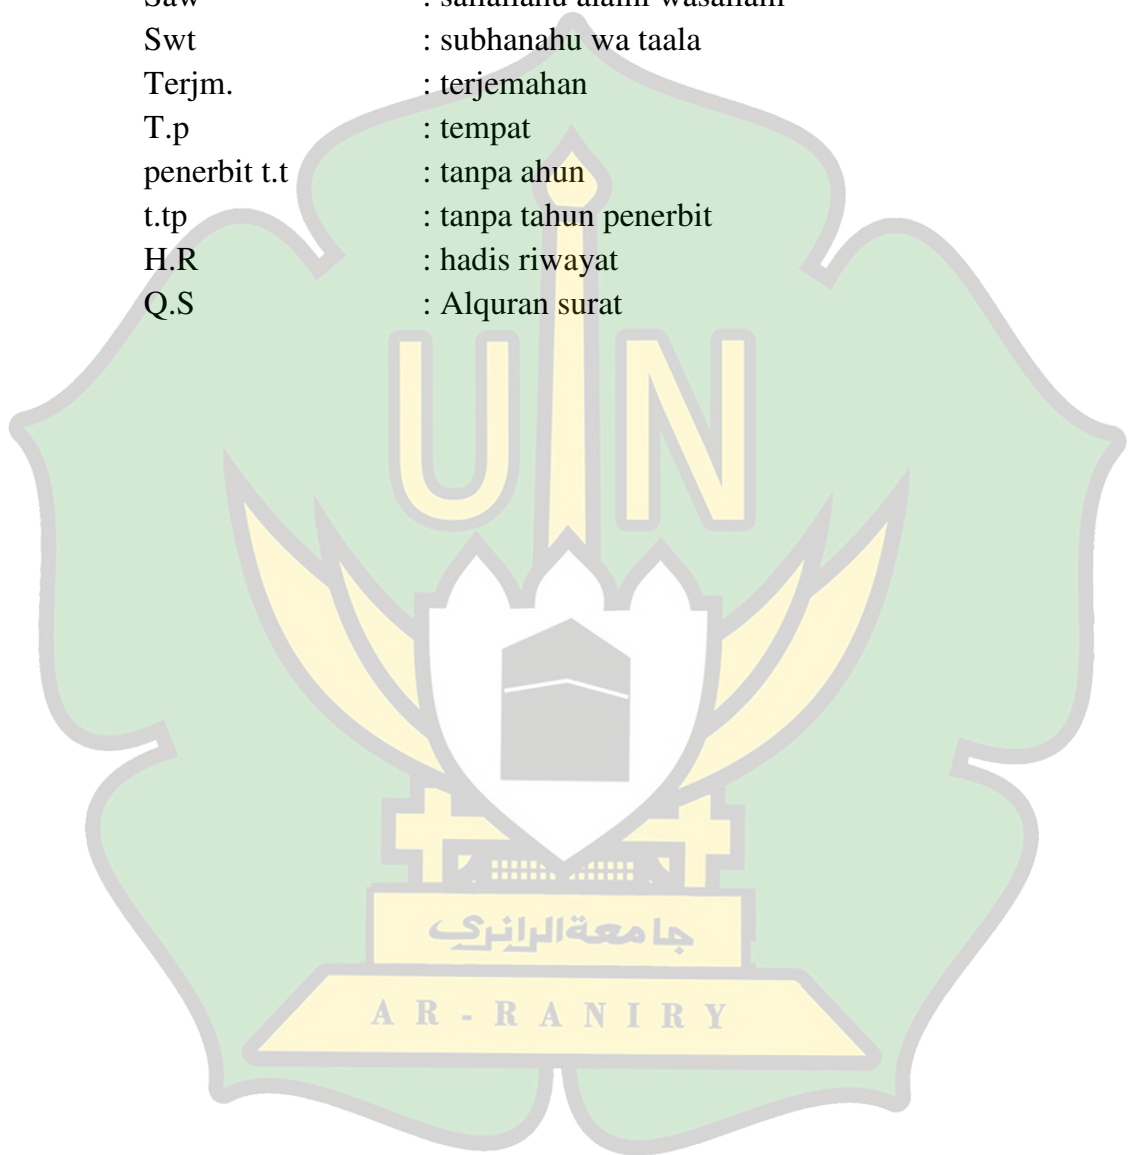 Swt : subhanahu wa taala
Terjm. : terjemahan
T.p : tempat
penerbit t.t : tanpa ahun
t.tp : tanpa tahun penerbit
H.R : hadis riwayat
Q.S : Alquran surat
UIN
جامعةالرانري
AR-RANIRY